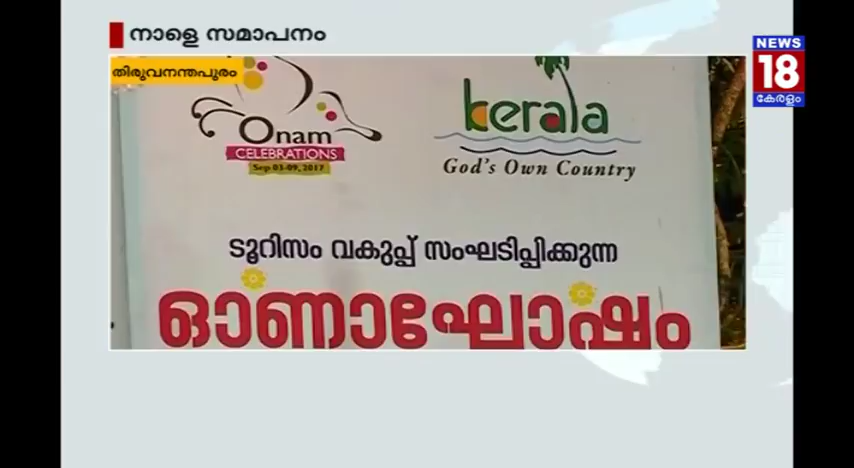 നാളെ സമാപനം
NEWS
18
കേരളം
തിരുവനന്തപുരം
Onam
CELEBRATIONS
Sep 03-09, 2017
kerala
God's Own Country
ടൂറിസം വകുപ്പ് സംഘടിപ്പിക്കുന്ന
ഓണാഘോഷം